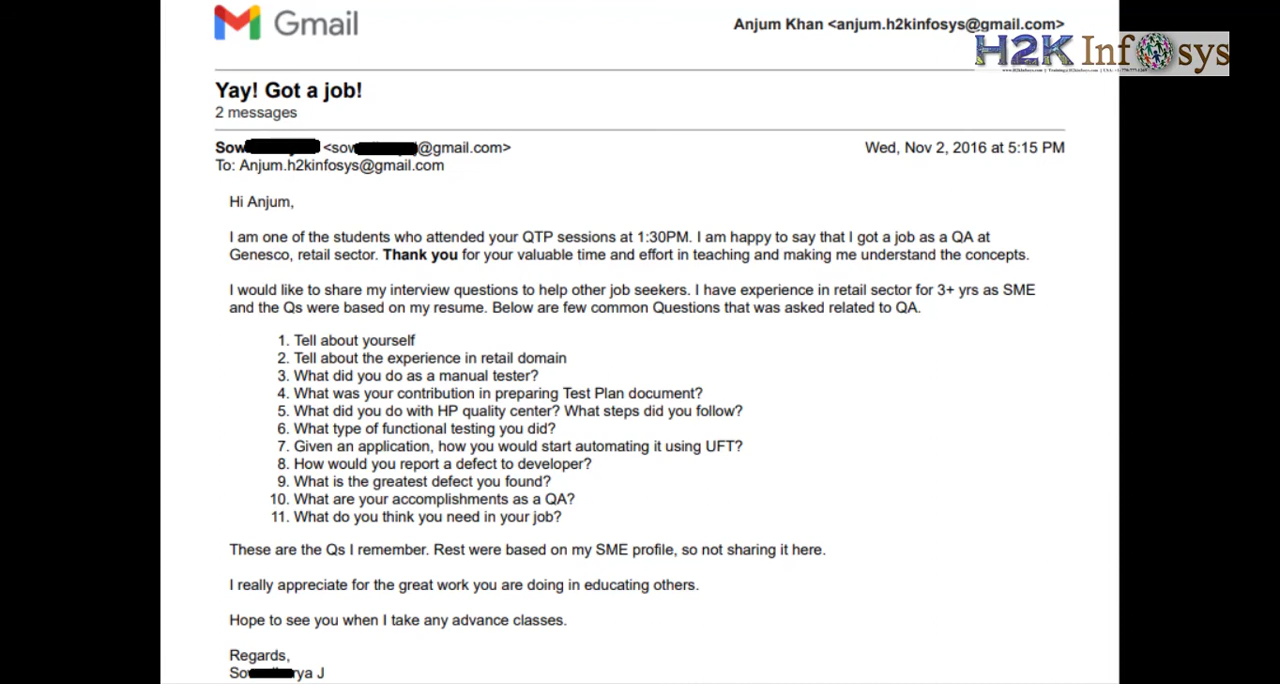 Gmail
Anjum Khan <anjum.h2kinfosys@gmail.com>
H2K Infosys
Yay! Got a job!
2 messages
Sow <sow @gmail.com>
Wed, Nov 2, 2016 at 5:15 PM
To: Anjum.h2kinfosys@gmail.com
Hi Anjum,
I am one of the students who attended your QTP sessions at 1:30PM. I am happy to say that I got a job as a QA at
Genesco, retail sector. Thank you for your valuable time and effort in teaching and making me understand the concepts.
I would like to share my interview questions to help other job seekers. I have experience in retail sector for 3+ yrs as SME
and the Qs were based on my resume. Below are few common Questions that was asked related to QA.
1. Tell about yourself
2. Tell about the experience in retail domain
3. What did you do as a manual tester?
4. What was your contribution in preparing Test Plan document?
5. What did you do with HP quality center? What steps did you follow?
6. What type of functional testing you did?
7. Given an application, how you would start automating it using UFT?
8. How would you report a defect to developer?
9. What is the greatest defect you found?
10. What are your accomplishments as a QA?
11. What do you think you need in your job?
These are the Qs I remember. Rest were based on my SME profile, so not sharing it here.
I really appreciate for the great work you are doing in educating others.
Hope to see you when I take any advance classes.
Regards,
So rya J